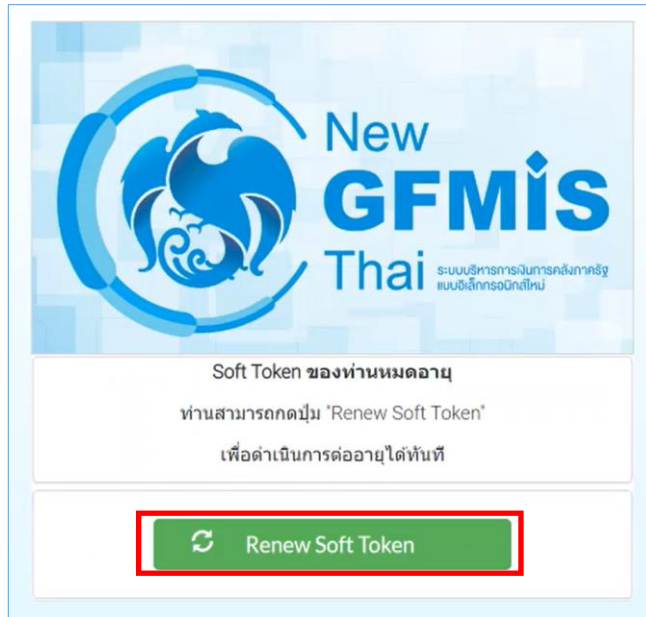 New
GFMIS
Thai ระบบบริหารการเงินการคลังภาครัฐ
แบบอิเล็กทรอนิกส์ใหม่
Soft Token ของท่านหมดอายุ
ท่านสามารถกดปุ่ม "Renew Soft Token"
เพื่อดำเนินการต่ออายุได้ทันที
Renew Soft Token